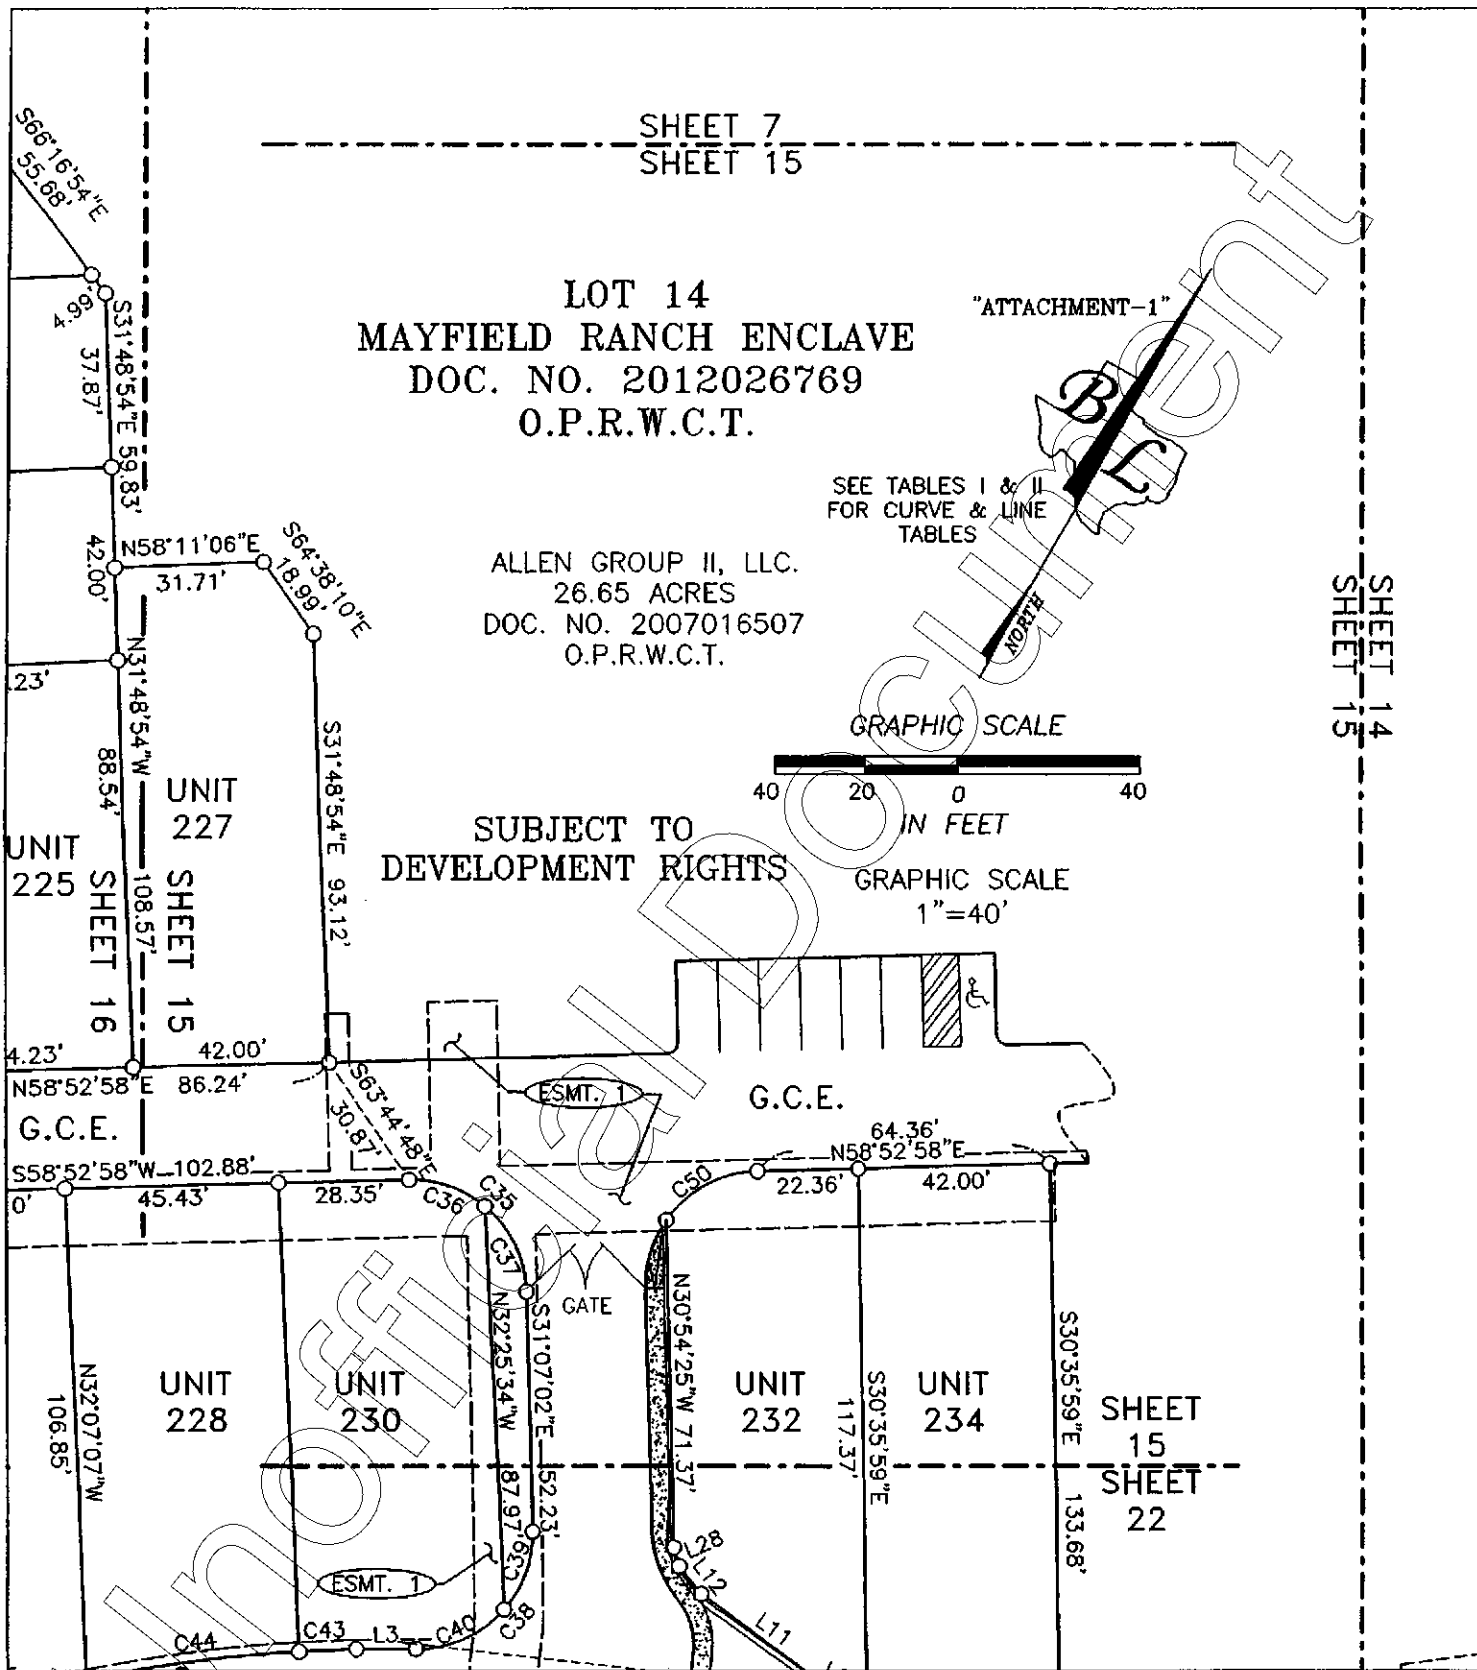 SHEET 7
SHEET 15
S66°16'54"E
55.68'
4.99'
S31°48'54"E 59.83'
37.87'
42.00'
LOT 14
MAYFIELD RANCH ENCLAVE
DOC. NO. 2012026769
O.P.R.W.C.T.
"ATTACHMENT-1"
B
L
NORTH
SEE TABLES I & II
FOR CURVE & LINE
TABLES
ALLEN GROUP II, LLC.
26.65 ACRES
DOC. NO. 2007016507
O.P.R.W.C.T.
N58°11'06"E
31.71'
S64°38'10"E
18.99'
.23'
N31°48'54"W
108.57'
88.54'
S31°48'54"E 93.12'
SHEET 14
SHEET 15
GRAPHIC SCALE
40 20 0 40
IN FEET
GRAPHIC SCALE
1"=40'
UNIT
227
UNIT
225
SHEET 16
SHEET 15
SUBJECT TO
DEVELOPMENT RIGHTS
4.23'
42.00'
N58°52'58"E 86.24'
G.C.E.
S63°44'48"E
30.87'
ESMT. 1
G.C.E.
64.36'
N58°52'58"E
22.36'
42.00'
S58°52'58"W 102.88'
0'
45.43'
28.35'
C36
C35
C37
C50
GATE
N32°07'07"W
106.85'
UNIT
228
UNIT
230
N32°25'34"W 87.97'
S31°07'02"E 52.23'
N30°54'25"W 71.37'
UNIT
232
S30°35'59"E
117.37'
UNIT
234
S30°35'59"E 133.68'
SHEET
15
SHEET
22
ESMT. 1
C39
C38
C40
L3
C43
C44
L28
L12
L11
Unofficial Document